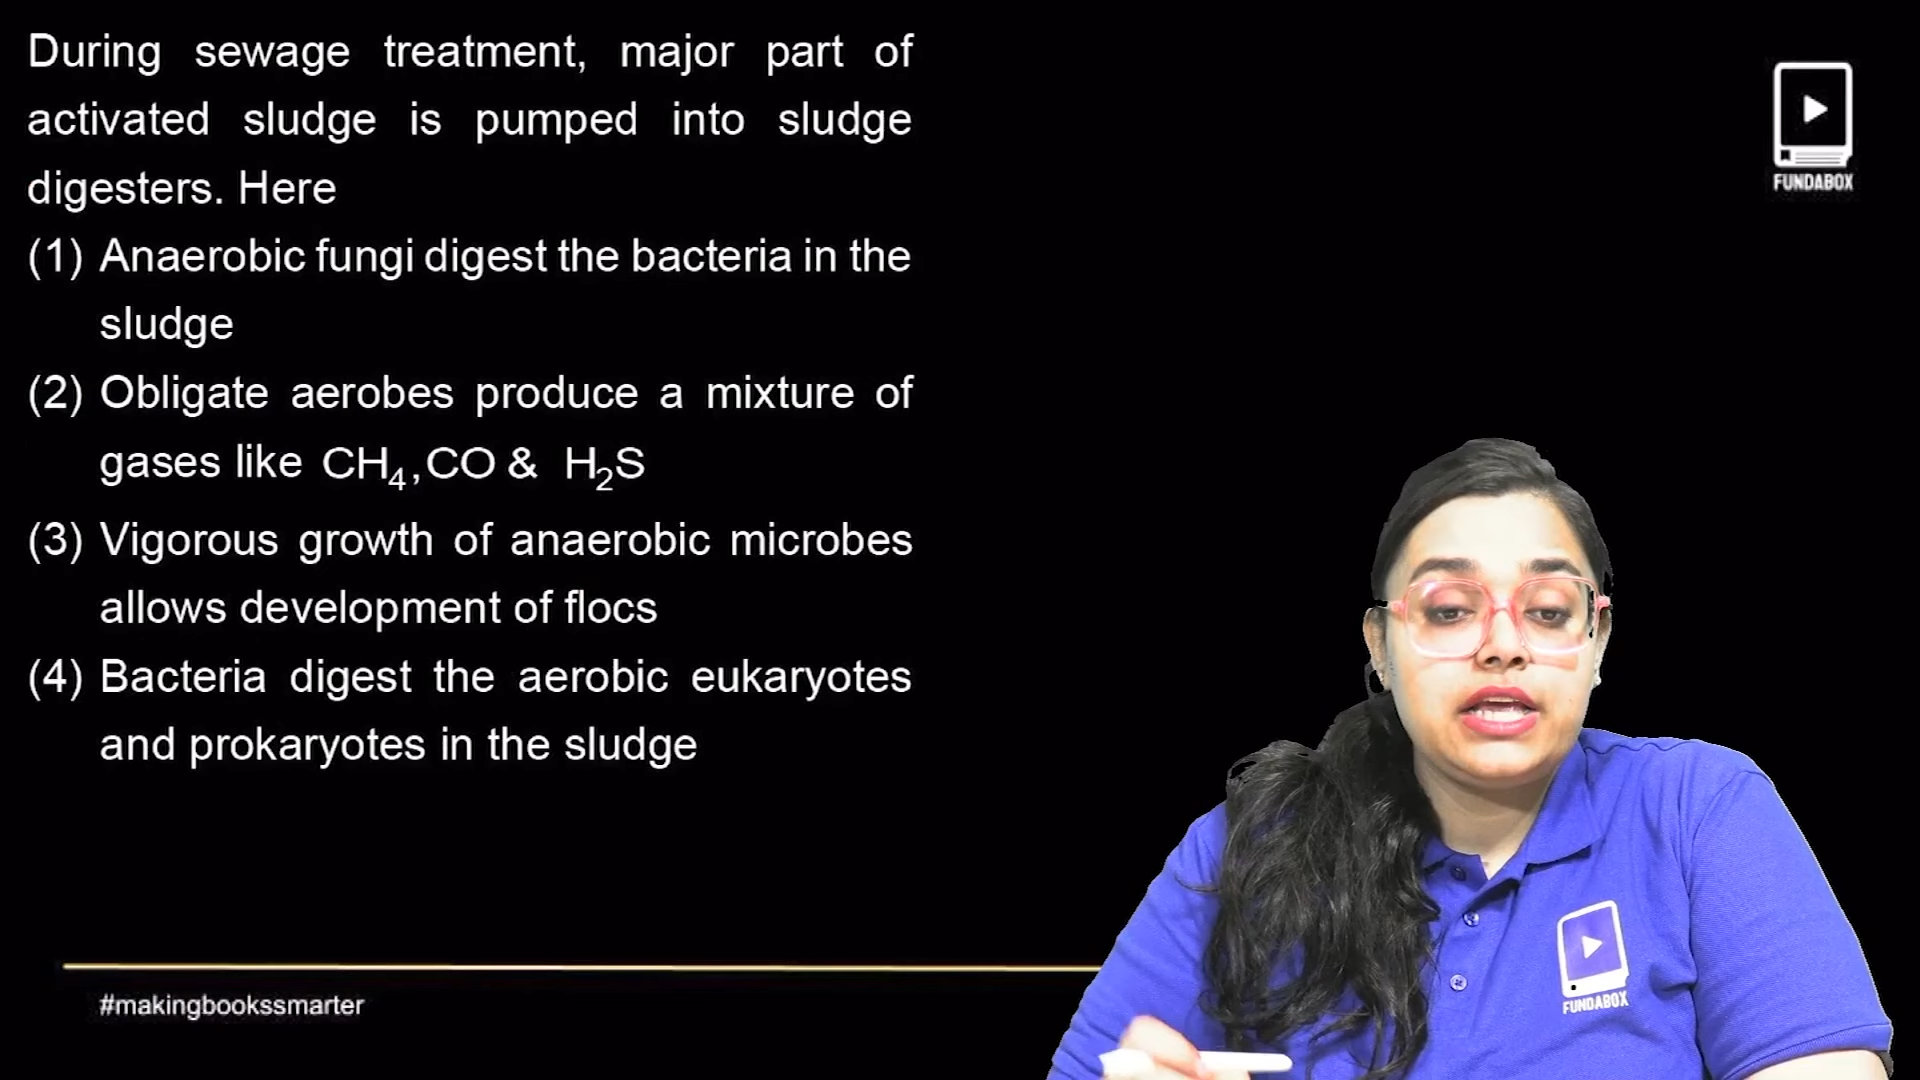 During sewage treatment, major part of
activated sludge is pumped into sludge
digesters. Here
(1) Anaerobic fungi digest the bacteria in the
sludge
(2) Obligate aerobes produce a mixture of
gases like CH₄,CO & H₂S
(3) Vigorous growth of anaerobic microbes
allows development of flocs
(4) Bacteria digest the aerobic eukaryotes
and prokaryotes in the sludge
#makingbookssmarter
FUNDABOX
FUNDABOX